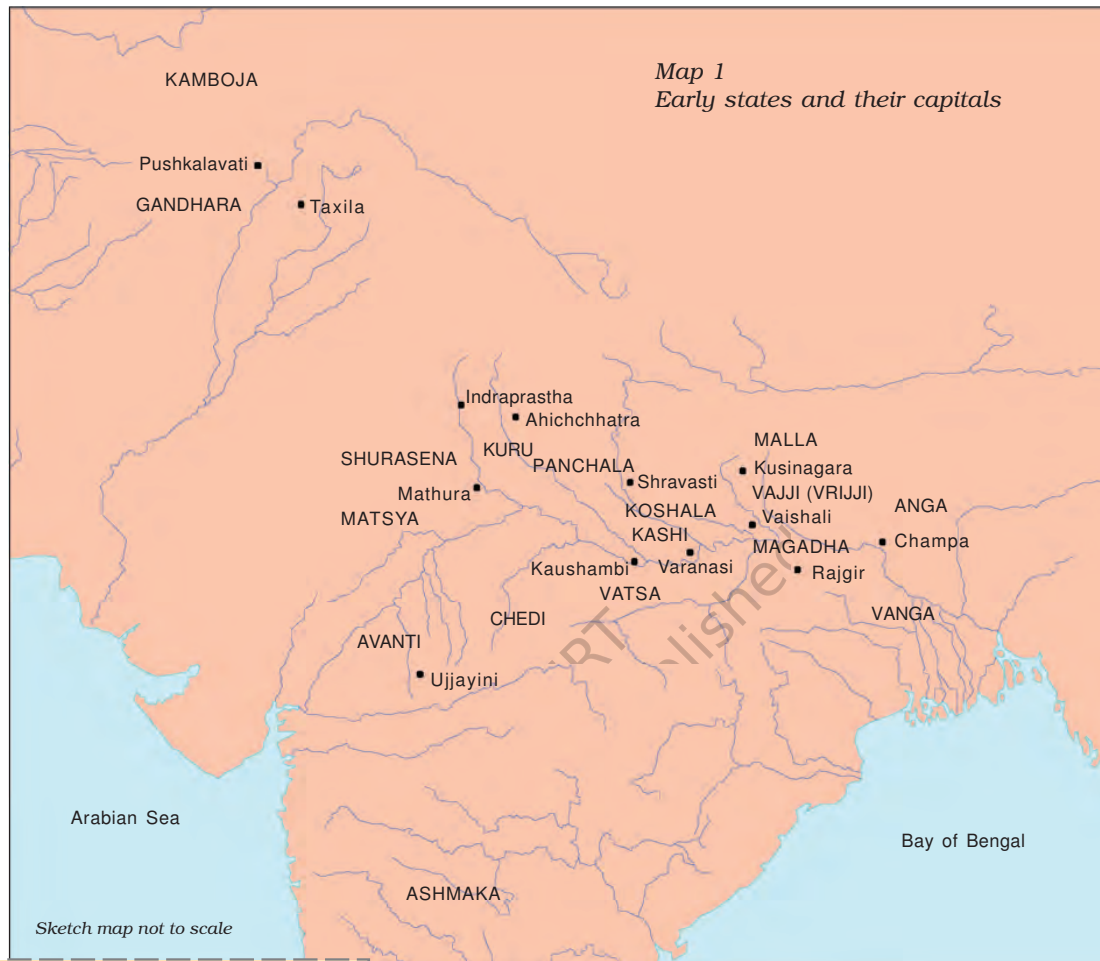 Map 1
Early states and their capitals
KAMBOJA
Pushkalavati
GANDHARA
Taxila
Indraprastha
Ahichchhatra
SHURASENA
KURU
PANCHALA
MALLA
Kusinagara
Mathura
Shravasti
VAJJI (VRIJJI)
MATSYA
KOSHALA
Vaishali
ANGA
KASHI
Champa
Kaushambi
Varanasi
MAGADHA
Rajgir
VATSA
CHEDI
VANGA
AVANTI
Ujjayini
Arabian Sea
Bay of Bengal
ASHMAKA
Sketch map not to scale